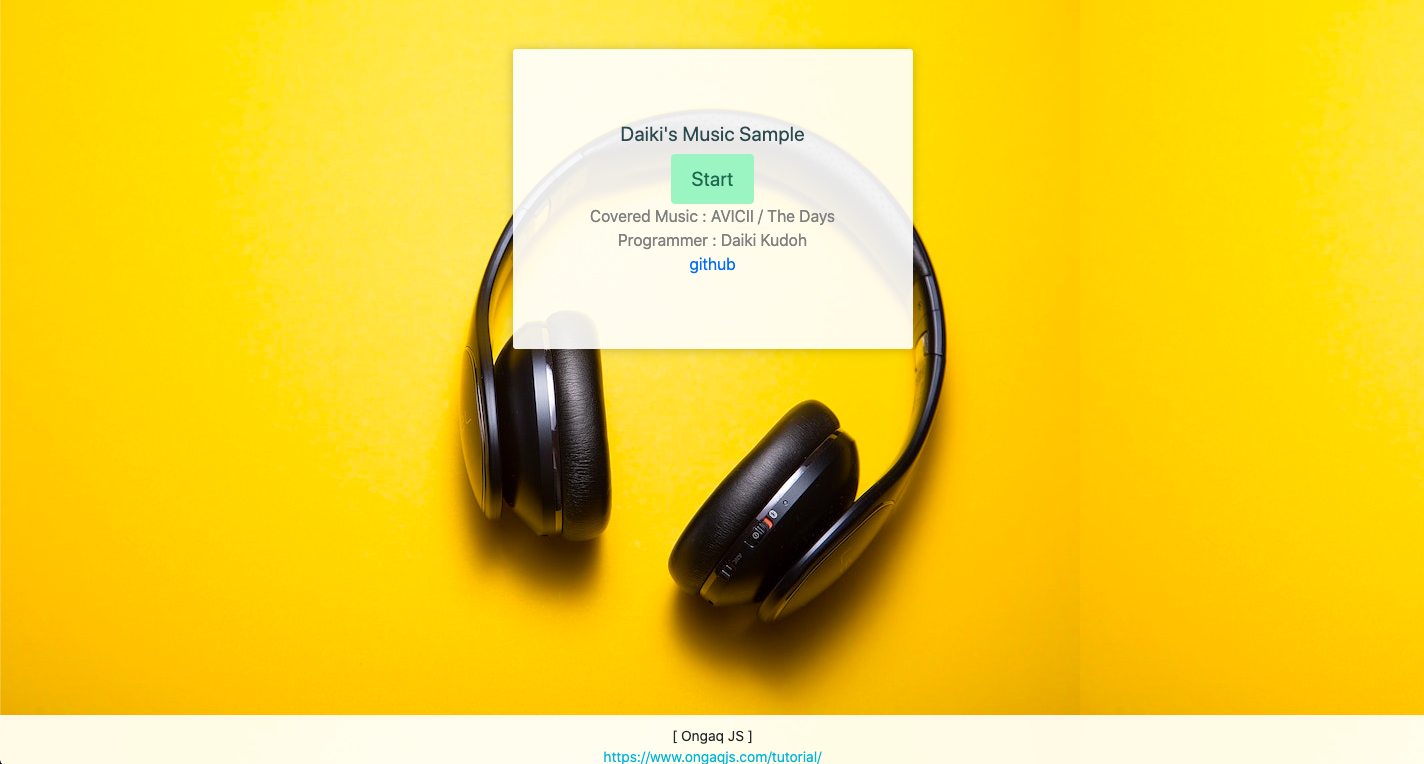 Daiki's Music Sample
Start
Covered Music : AVICII / The Days
Programmer : Daiki Kudoh
github
[ Ongaq JS ]
https://www.ongaqjs.com/tutorial/